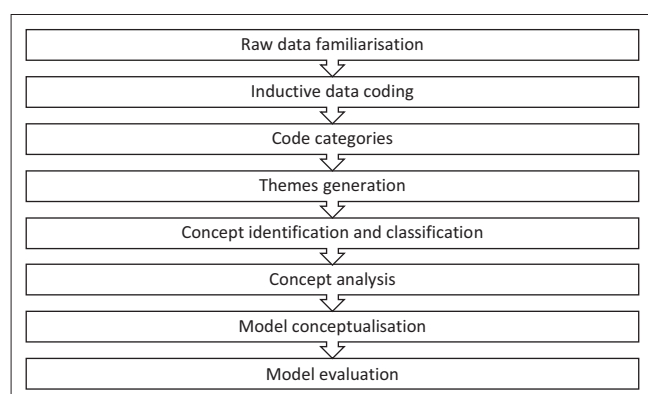 Raw data familiarisation
Inductive data coding
Code categories
Themes generation
Concept identification and classification
Concept analysis
Model conceptualisation
Model evaluation